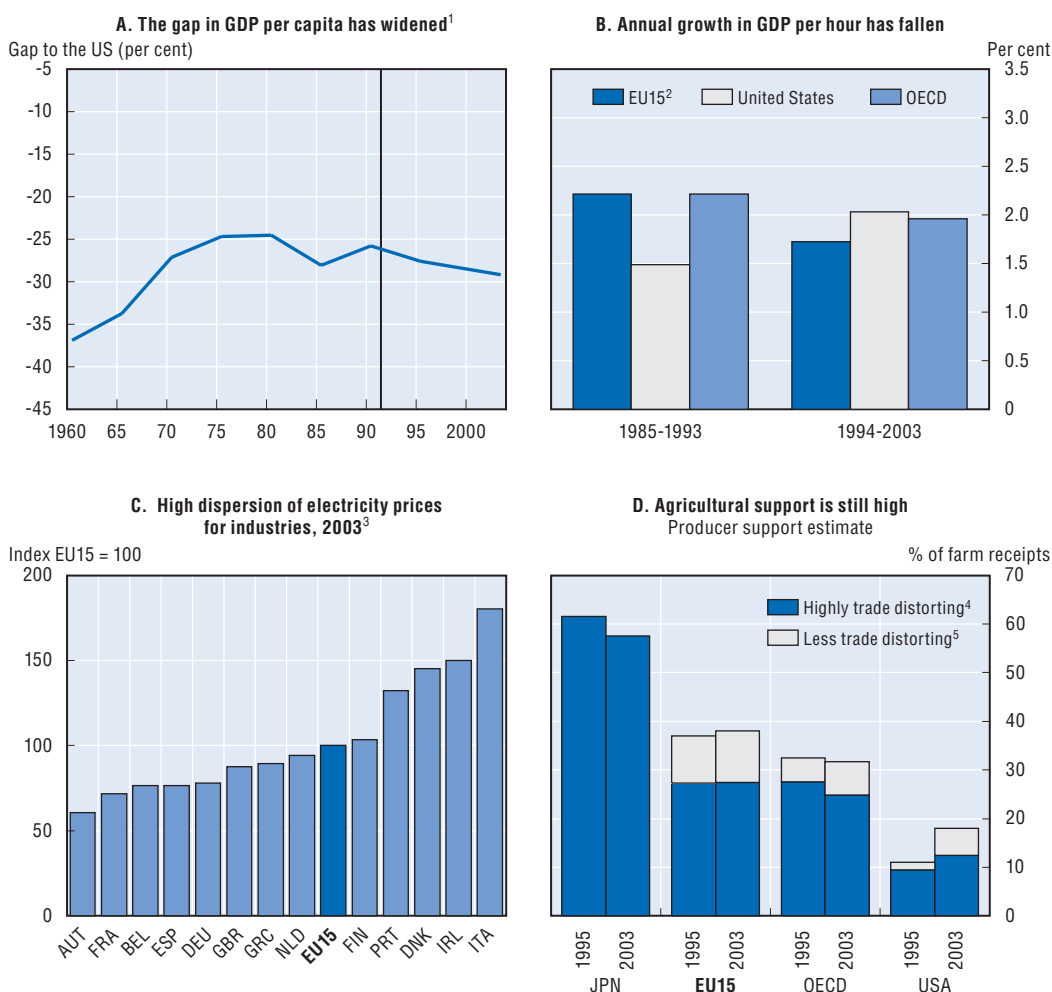 A. The gap in GDP per capita has widened1
Gap to the US (per cent)
-5
-10
-15
-20
-25
-30
-35
-40
-45
1960 65 70 75 80 85 90 95 2000
B. Annual growth in GDP per hour has fallen
Per cent
3.5
3.0
2.5
2.0
1.5
1.0
0.5
0
EU152 United States OECD
1985-1993 1994-2003
C. High dispersion of electricity prices
for industries, 20033
Index EU15 = 100
200
150
100
50
0
AUT FRA BEL ESP DEU GBR GRC NLD EU15 FIN PRT DNK IRL ITA
D. Agricultural support is still high
Producer support estimate
% of farm receipts
70
60
50
40
30
20
10
0
Highly trade distorting4
Less trade distorting5
1995 2003 1995 2003 1995 2003 1995 2003
JPN EU15 OECD USA